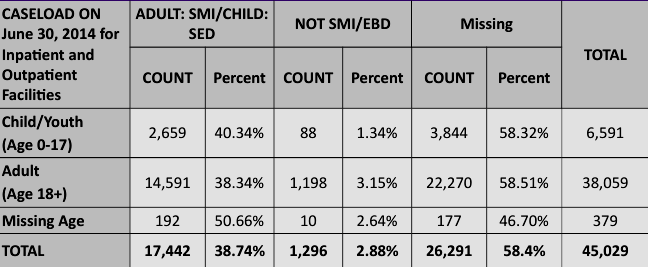 CASELOAD ON
June 30, 2014 for
Inpatient and
Outpatient
Facilities
ADULT: SMI/CHILD:
SED
NOT SMI/EBD
Missing
TOTAL
COUNT Percent COUNT Percent COUNT Percent
Child/Youth
(Age 0-17)
2,659 40.34% 88 1.34% 3,844 58.32% 6,591
Adult
(Age 18+)
14,591 38.34% 1,198 3.15% 22,270 58.51% 38,059
Missing Age 192 50.66% 10 2.64% 177 46.70% 379
TOTAL 17,442 38.74% 1,296 2.88% 26,291 58.4% 45,029